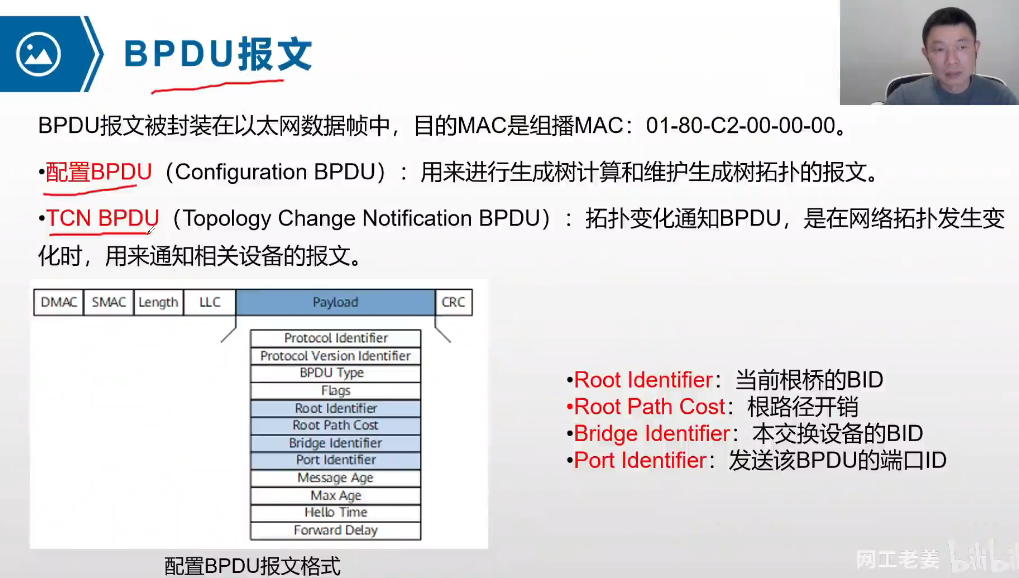 BPDU报文
BPDU报文被封装在以太网数据帧中，目的MAC是组播MAC：01-80-C2-00-00-00。
•配置BPDU（Configuration BPDU）：用来进行生成树计算和维护生成树拓扑的报文。
•TCN BPDU（Topology Change Notification BPDU）：拓扑变化通知BPDU，是在网络拓扑发生变
化时，用来通知相关设备的报文。
DMAC SMAC Length LLC Payload CRC
Protocol Identifier
Protocol Version Identifier
BPDU Type
Flags
Root Identifier
Root Path Cost
Bridge Identifier
Port Identifier
Message Age
Max Age
Hello Time
Forward Delay
配置BPDU报文格式
•Root Identifier：当前根桥的BID
•Root Path Cost：根路径开销
•Bridge Identifier：本交换设备的BID
•Port Identifier：发送该BPDU的端口ID
网工老姜 bilibili